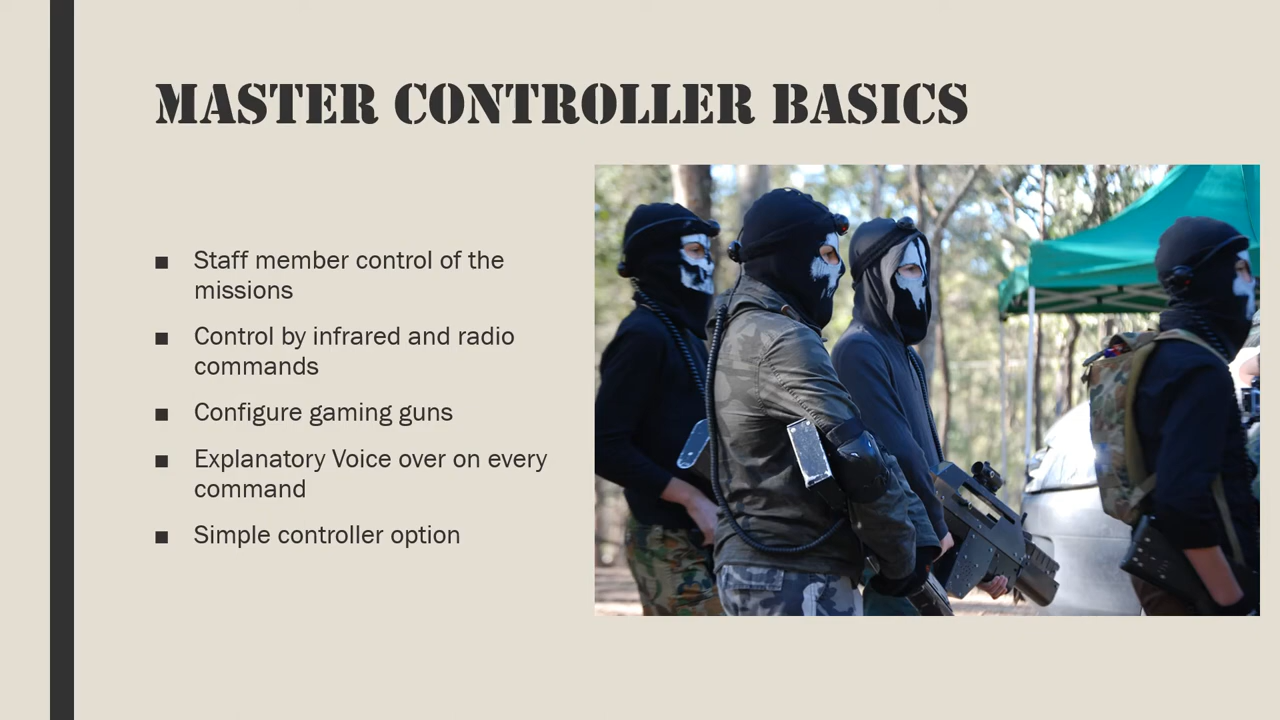 MASTER CONTROLLER BASICS
■ Staff member control of the
missions
■ Control by infrared and radio
commands
■ Configure gaming guns
■ Explanatory Voice over on every
command
■ Simple controller option